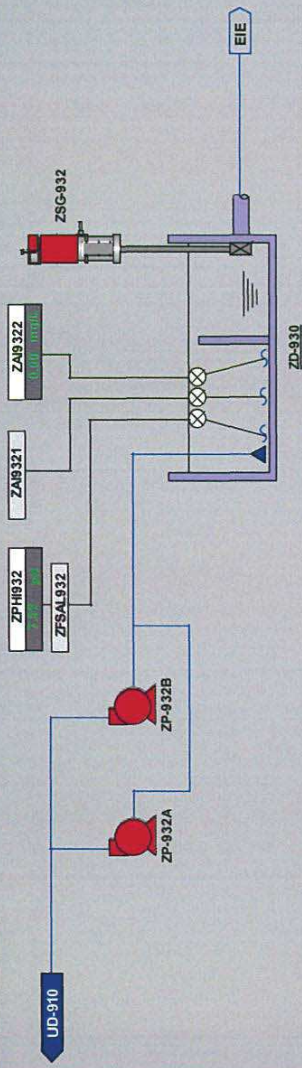 UD-910
ZP-932A
ZP-932B
ZPHI932
ZFSAL932
ZAI9321
ZAI9322
0.00 mg/L
ZSG-932
ZD-930
EIE